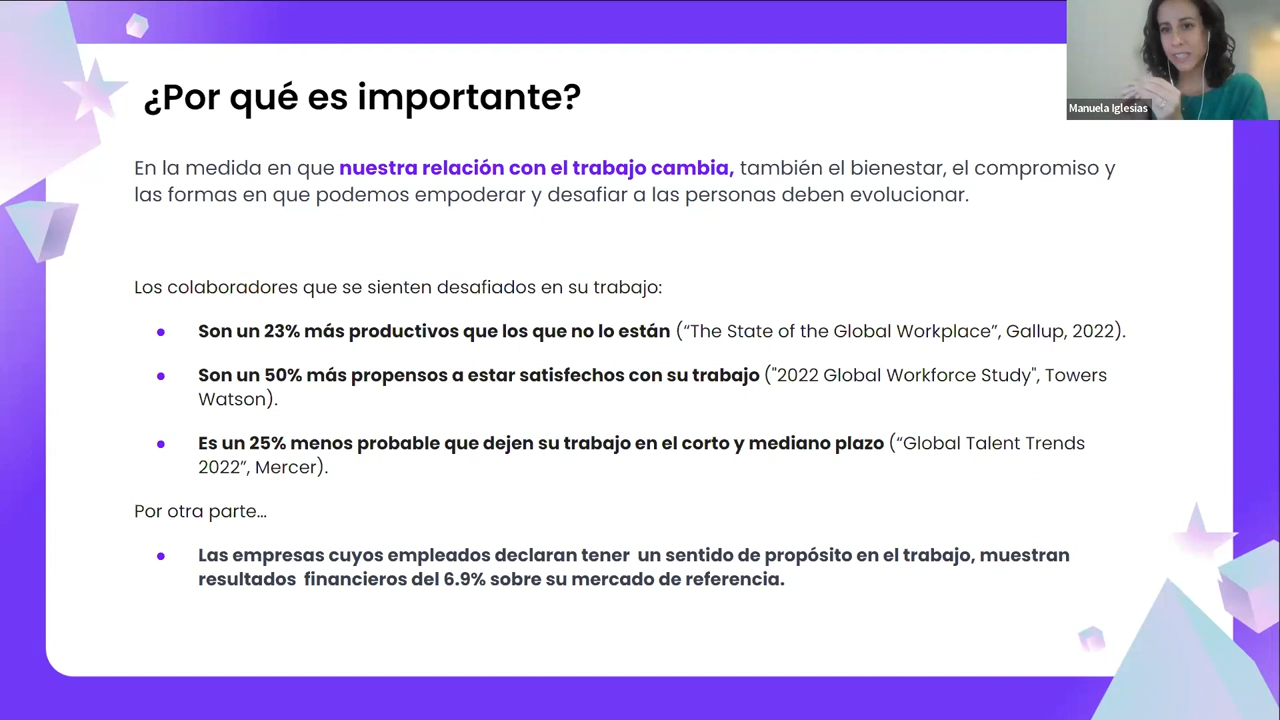 ¿Por qué es importante?
Manuela Iglesias
En la medida en que nuestra relación con el trabajo cambia, también el bienestar, el compromiso y
las formas en que podemos empoderar y desafiar a las personas deben evolucionar.
Los colaboradores que se sienten desafiados en su trabajo:
● Son un 23% más productivos que los que no lo están (“The State of the Global Workplace”, Gallup, 2022).
● Son un 50% más propensos a estar satisfechos con su trabajo ("2022 Global Workforce Study", Towers
Watson).
● Es un 25% menos probable que dejen su trabajo en el corto y mediano plazo (“Global Talent Trends
2022”, Mercer).
Por otra parte...
● Las empresas cuyos empleados declaran tener  un sentido de propósito en el trabajo, muestran
resultados  financieros del 6.9% sobre su mercado de referencia.